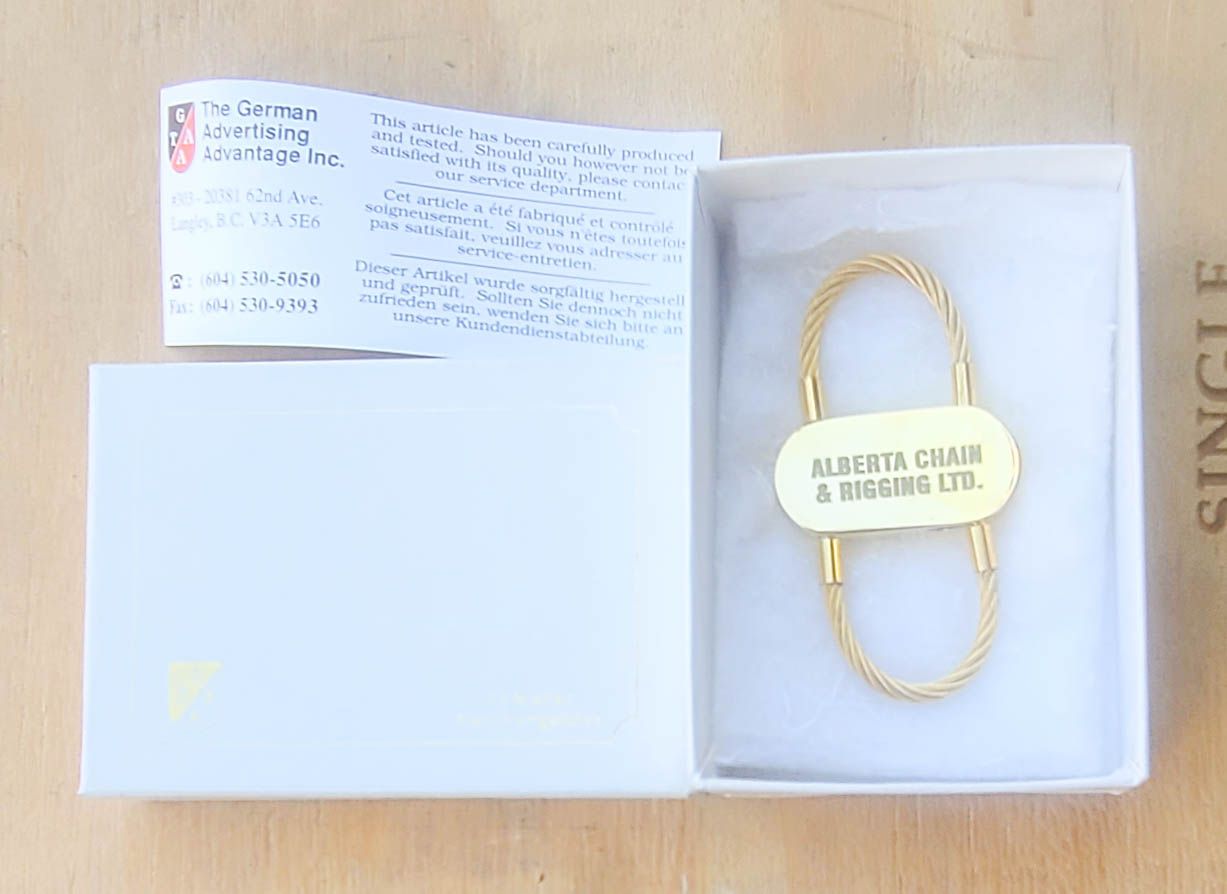 G
T A
A A
The German
Advertising
Advantage Inc.
#303 - 20381 62nd Ave.
Langley, B.C. V3A 5E6
☎: (604) 530-5050
Fax: (604) 530-9393
This article has been carefully produced
and tested. Should you however not be
satisfied with its quality, please contac
our service department.
Cet article a été fabriqué et contrôlé
soigneusement. Si vous n'êtes toutefois
pas satisfait, veuillez vous adresser au
service-entretien.
Dieser Artikel wurde sorgfältig hergestell
und geprüft. Sollten Sie dennoch nicht
zufrieden sein, wenden Sie sich bitte an
unsere Kundendienstabteilung.
ALBERTA CHAIN
& RIGGING LTD.
SINGLE